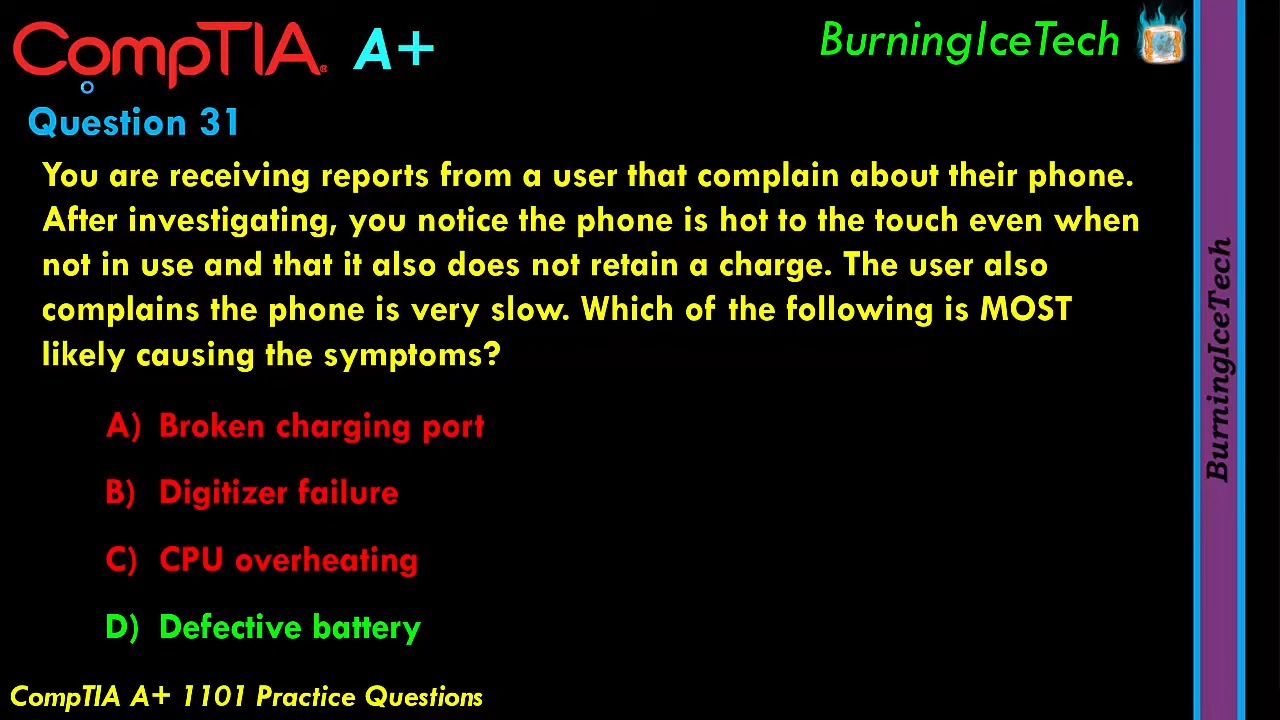 CompTIA® A+
BurningIceTech
Question 31
You are receiving reports from a user that complain about their phone.
After investigating, you notice the phone is hot to the touch even when
not in use and that it also does not retain a charge. The user also
complains the phone is very slow. Which of the following is MOST
likely causing the symptoms?
A) Broken charging port
B) Digitizer failure
C) CPU overheating
D) Defective battery
CompTIA A+ 1101 Practice Questions
BurningIceTech